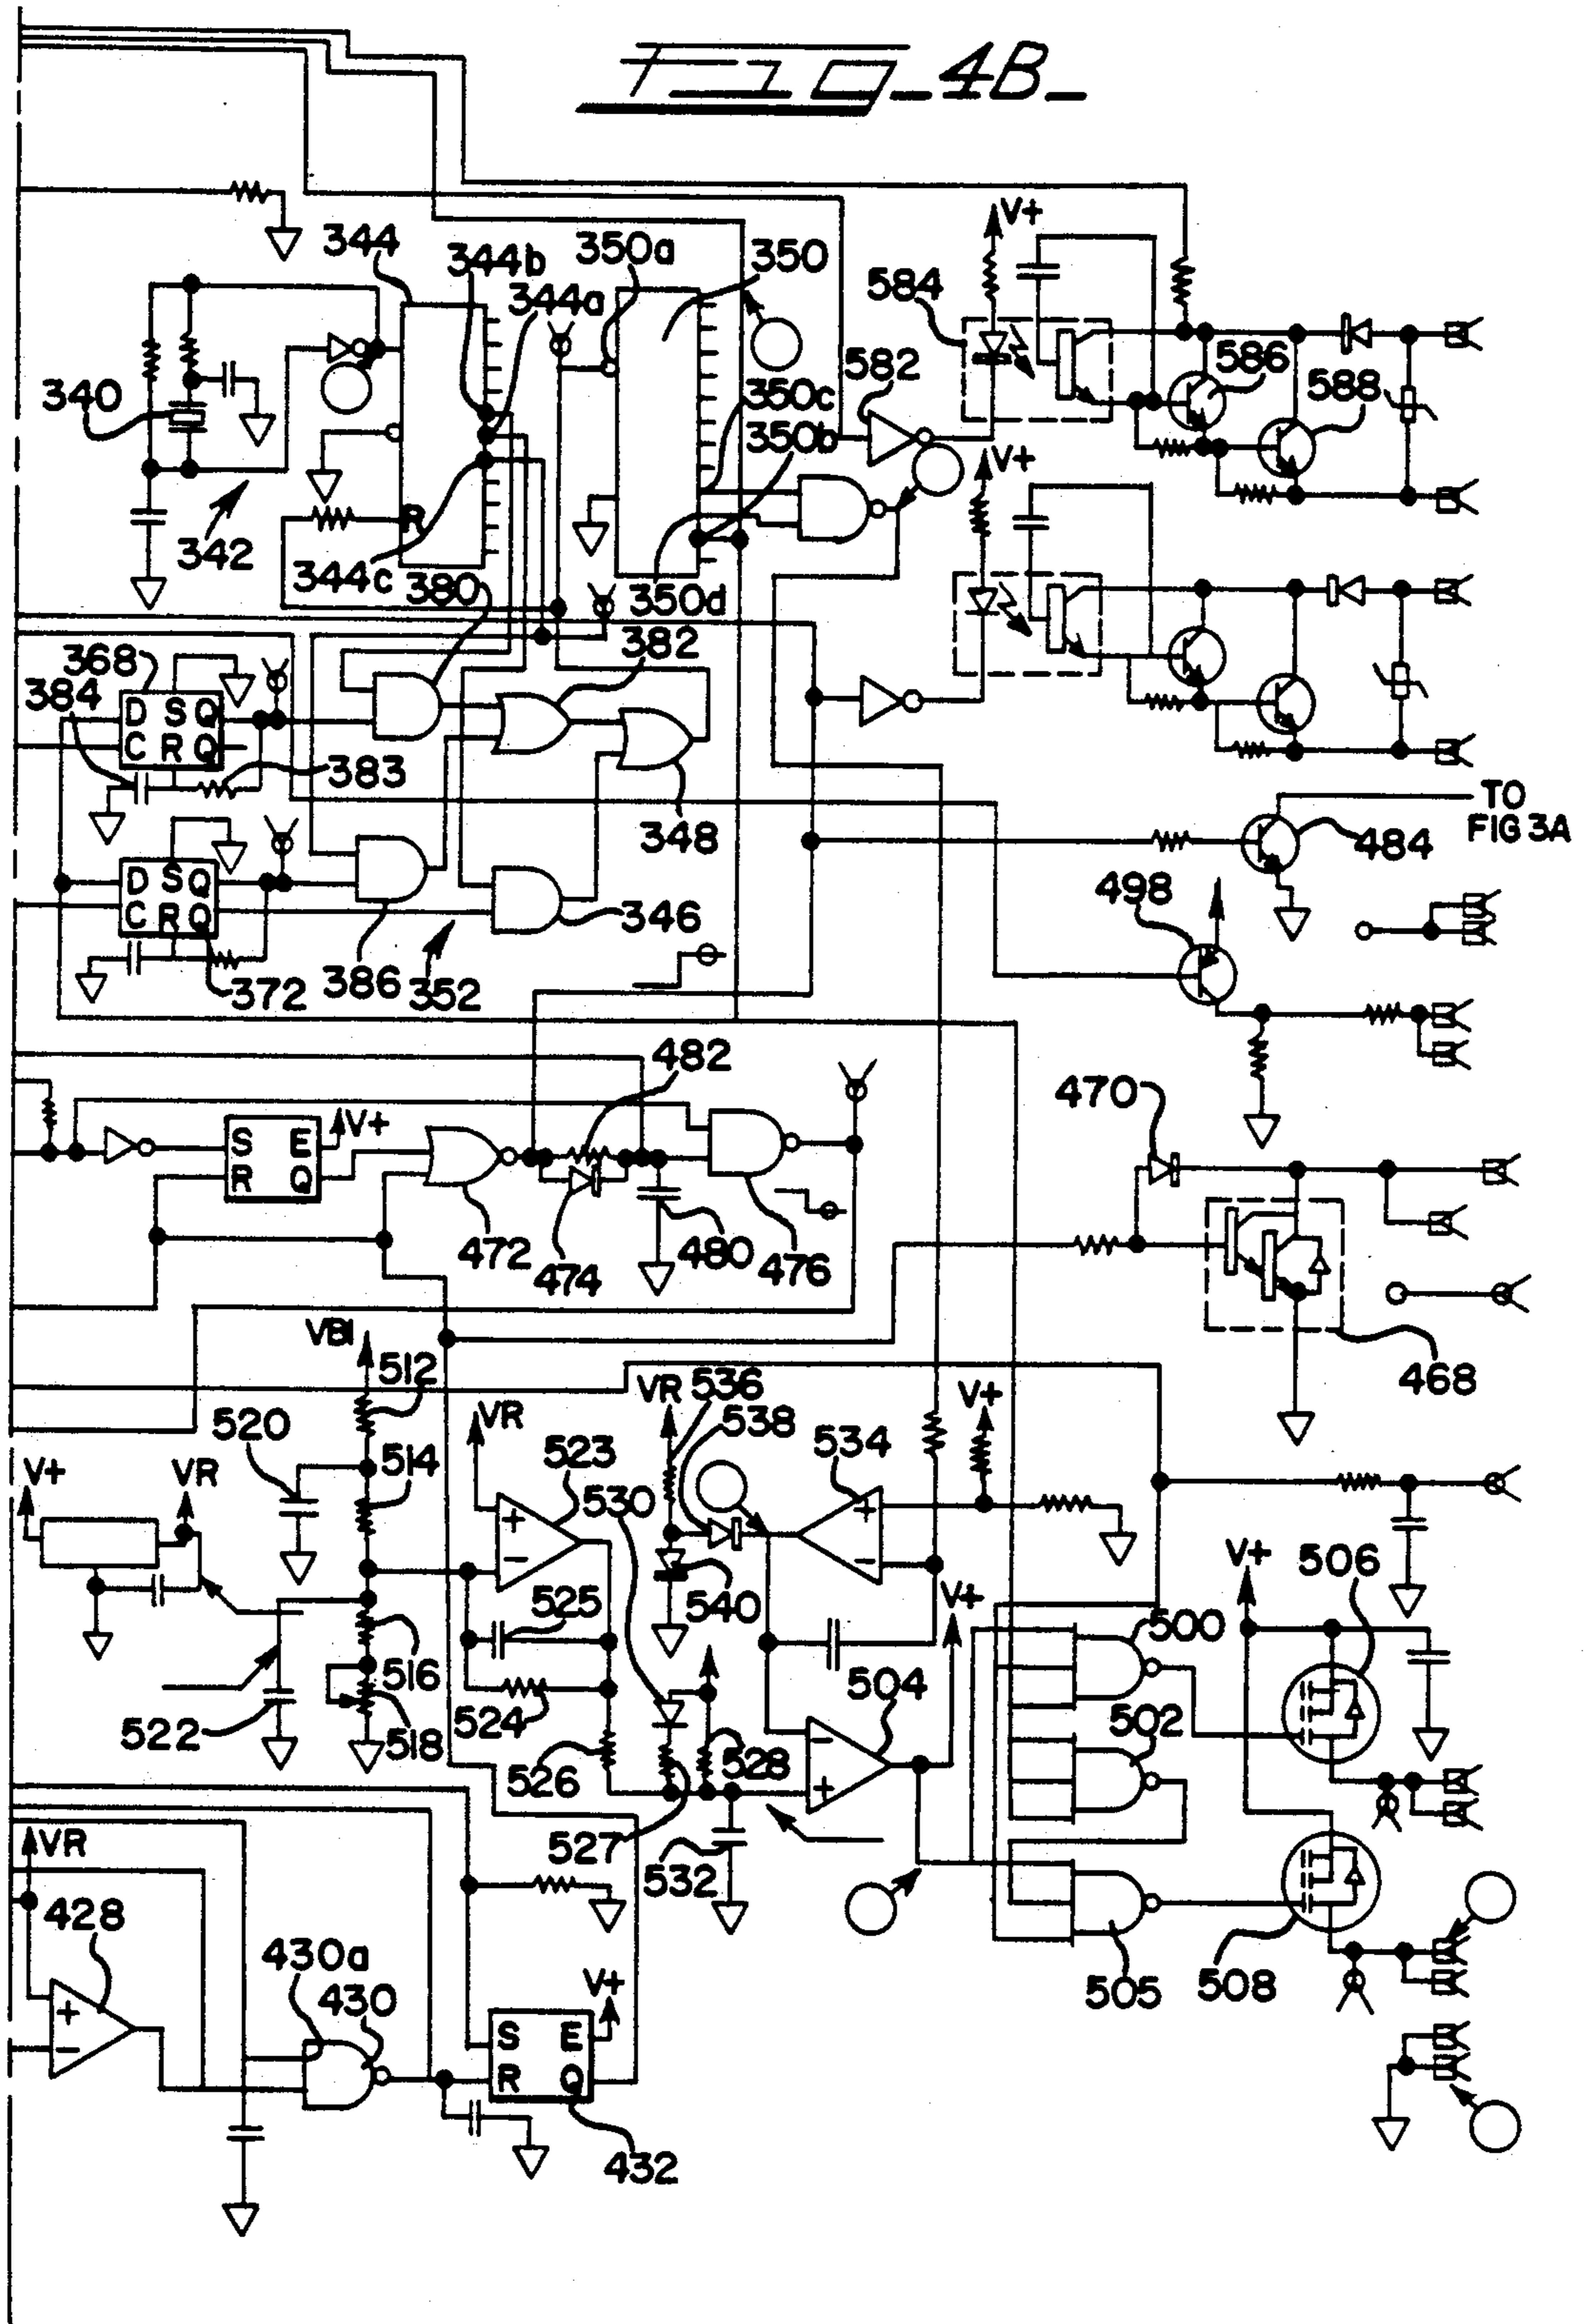 FIG_4B_
V+
344
344b
350a
350
344a
584
582
586
588
340
350c
350b
V+
342
R
344c
380
350d
382
368
384
D S Q
C R Q
383
348
TO
FIG 3A
484
498
D S Q
C R Q
346
372
386
352
482
470
V+
S E
R Q
472
474
480
476
VB1
512
468
VR
536
V+
520
514
VR
523
538
534
V+
VR
530
+
-
+
-
V+
506
525
540
V+
500
516
504
502
522
518
524
526
528
-
+
527
532
VR
428
430a
430
V+
505
508
+
-
S E
R Q
432